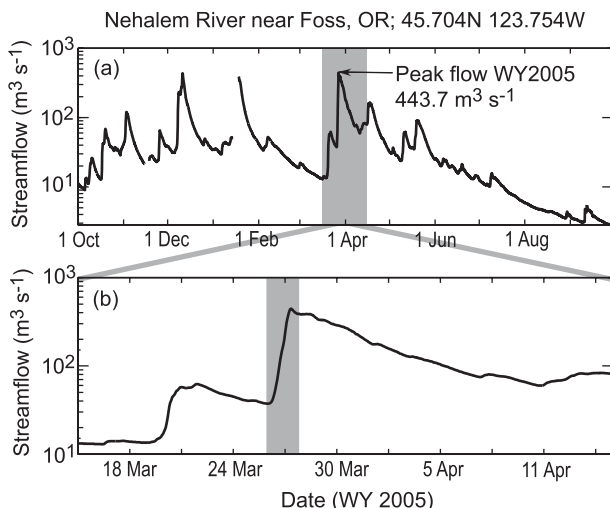 Nehalem River near Foss, OR; 45.704N 123.754W
(a)
Peak flow WY2005
443.7 m³ s⁻¹
Streamflow (m³ s⁻¹)
10³
10²
10¹
1 Oct 1 Dec 1 Feb 1 Apr 1 Jun 1 Aug
(b)
Streamflow (m³ s⁻¹)
10³
10²
10¹
18 Mar 24 Mar 30 Mar 5 Apr 11 Apr
Date (WY 2005)